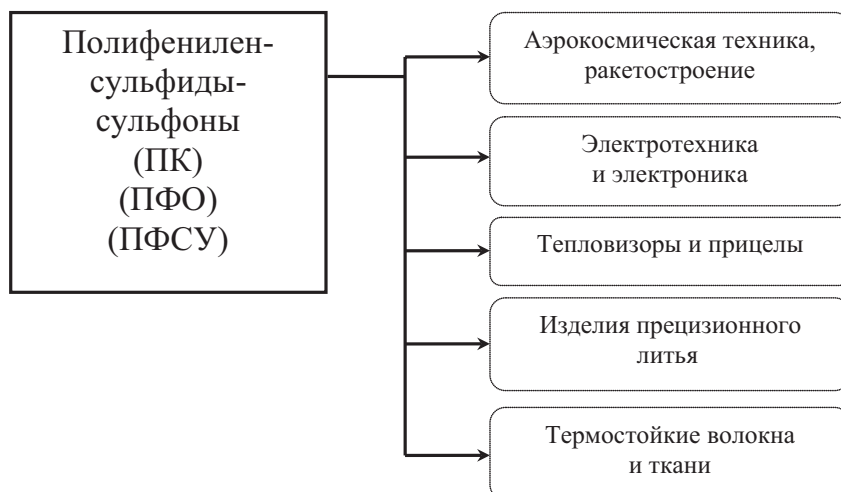 Полифенилен-
сульфиды-
сульфоны
(ПК)
(ПФО)
(ПФСУ)
Аэрокосмическая техника,
ракетостроение
Электротехника
и электроника
Тепловизоры и прицелы
Изделия прецизионного
литья
Термостойкие волокна
и ткани